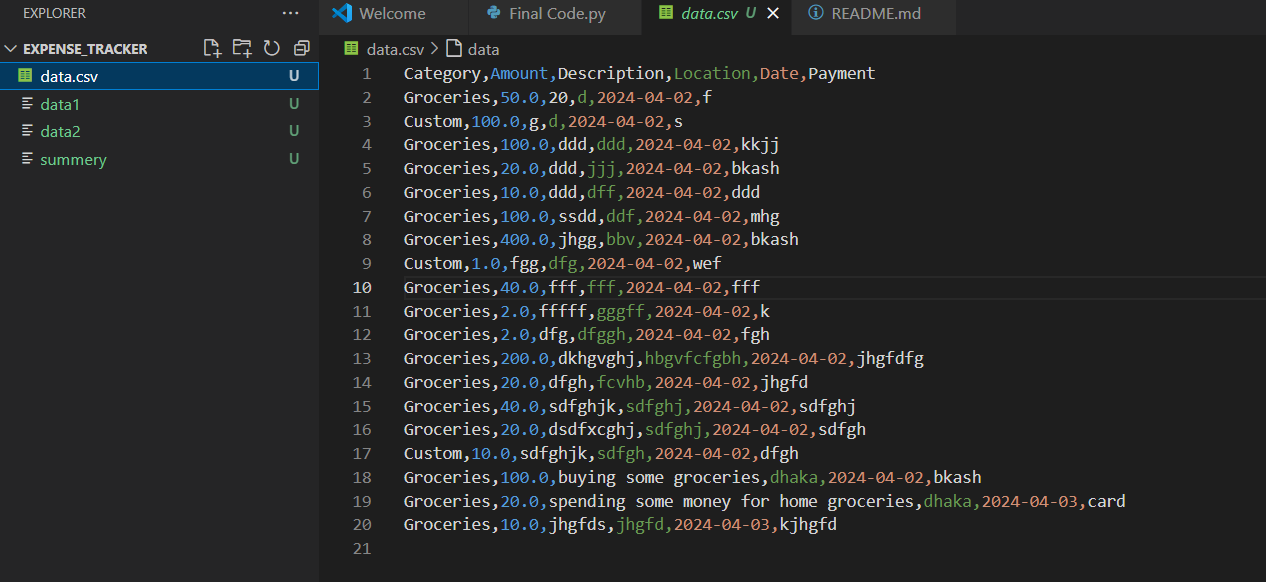 EXPLORER ...
Welcome Final Code.py data.csv U README.md
EXPENSE_TRACKER
data.csv U
data1 U
data2 U
summery U
data.csv > data
1 Category,Amount,Description,Location,Date,Payment
2 Groceries,50.0,20,d,2024-04-02,f
3 Custom,100.0,g,d,2024-04-02,s
4 Groceries,100.0,ddd,ddd,2024-04-02,kkjj
5 Groceries,20.0,ddd,jjj,2024-04-02,bkash
6 Groceries,10.0,ddd,dff,2024-04-02,ddd
7 Groceries,100.0,ssdd,ddf,2024-04-02,mhg
8 Groceries,400.0,jhgg,bbv,2024-04-02,bkash
9 Custom,1.0,fgg,dfg,2024-04-02,wef
10 Groceries,40.0,fff,fff,2024-04-02,fff
11 Groceries,2.0,fffff,gggff,2024-04-02,k
12 Groceries,2.0,dfg,dfggh,2024-04-02,fgh
13 Groceries,200.0,dkhgvghj,hbgvfcfgbh,2024-04-02,jhgfdfg
14 Groceries,20.0,dfgh,fcvhb,2024-04-02,jhgfd
15 Groceries,40.0,sdfghjk,sdfghj,2024-04-02,sdfghj
16 Groceries,20.0,dsdfxcghj,sdfghj,2024-04-02,sdfgh
17 Custom,10.0,sdfghjk,sdfgh,2024-04-02,dfgh
18 Groceries,100.0,buying some groceries,dhaka,2024-04-02,bkash
19 Groceries,20.0,spending some money for home groceries,dhaka,2024-04-03,card
20 Groceries,10.0,jhgfds,jhgfd,2024-04-03,kjhgfd
21